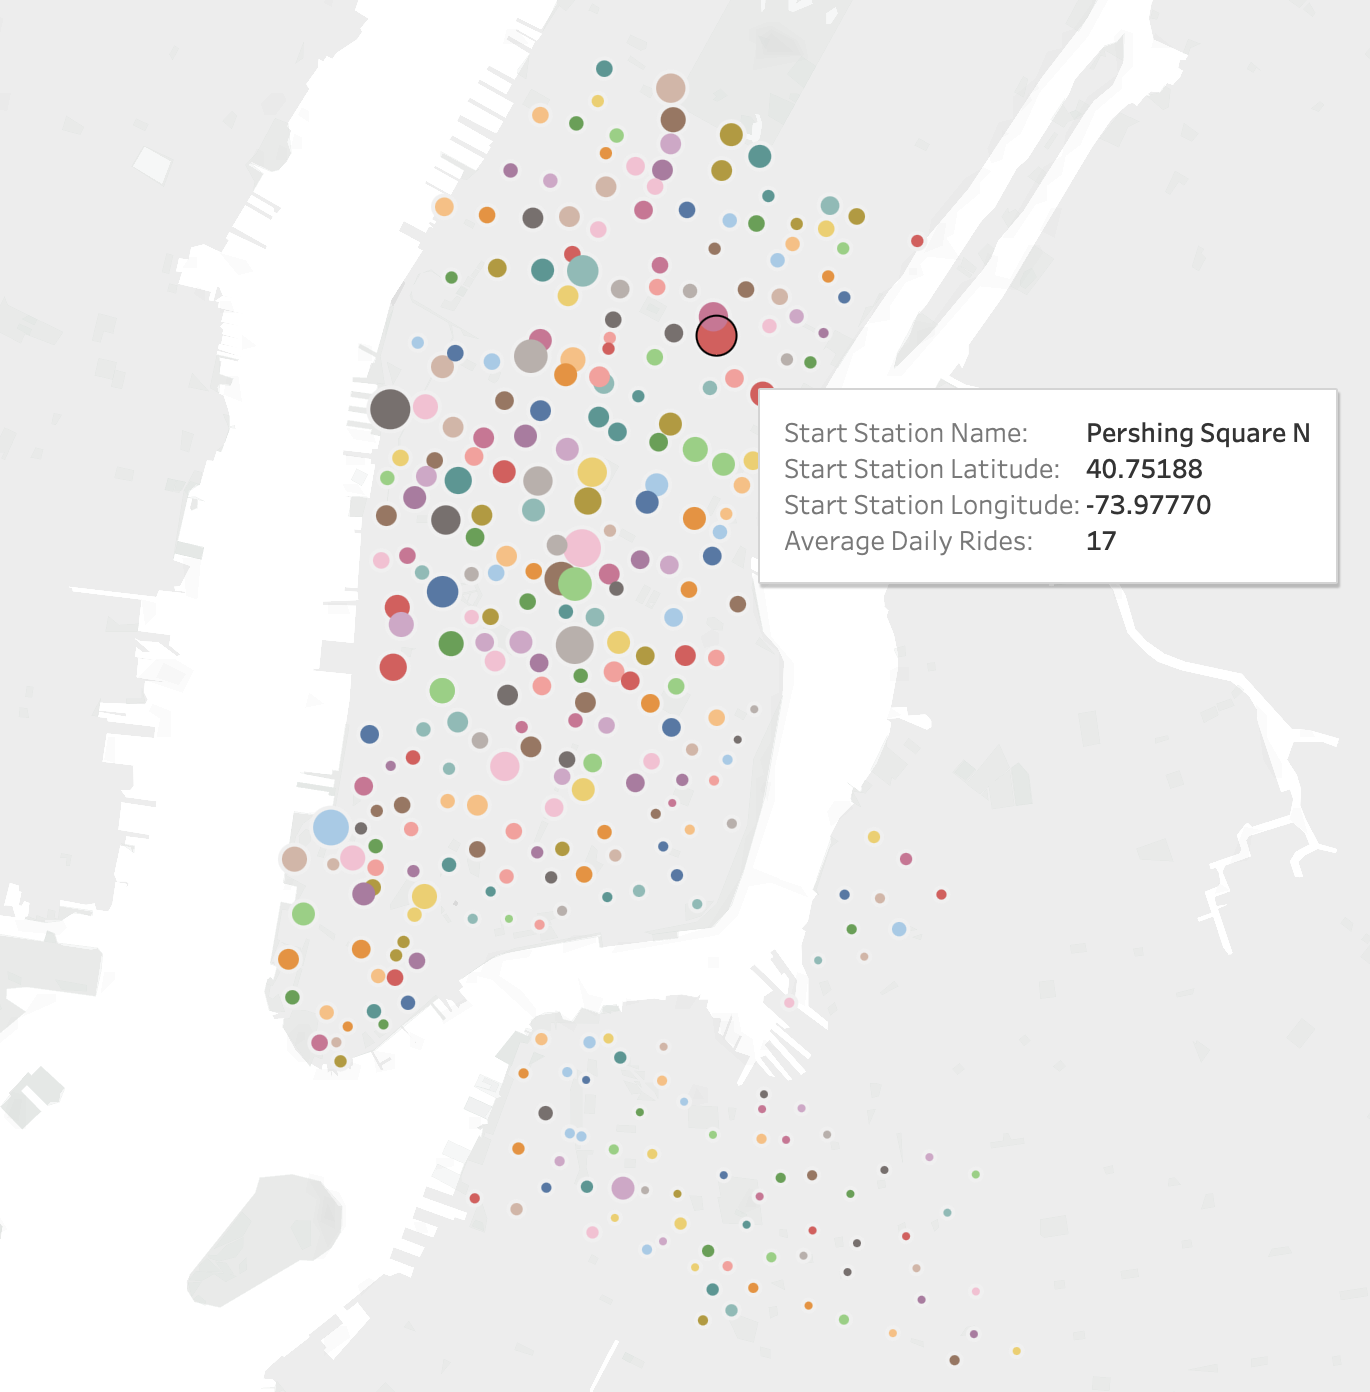 Start Station Name: Pershing Square N
Start Station Latitude: 40.75188
Start Station Longitude: -73.97770
Average Daily Rides: 17